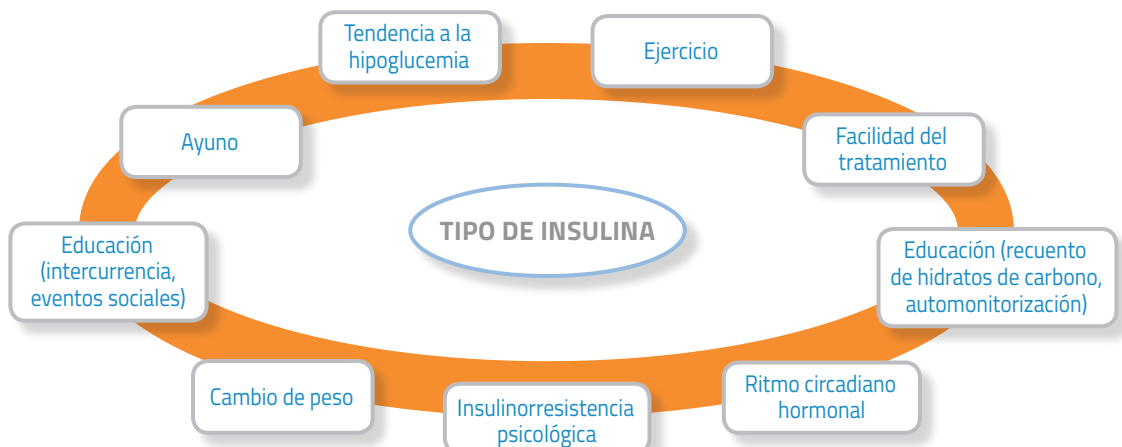 Tendencia a la
hipoglucemia
Ejercicio
Ayuno
Facilidad del
tratamiento
TIPO DE INSULINA
Educación
(intercurrencia,
eventos sociales)
Educación (recuento
de hidratos de carbono,
automonitorización)
Cambio de peso
Insulinorresistencia
psicológica
Ritmo circadiano
hormonal